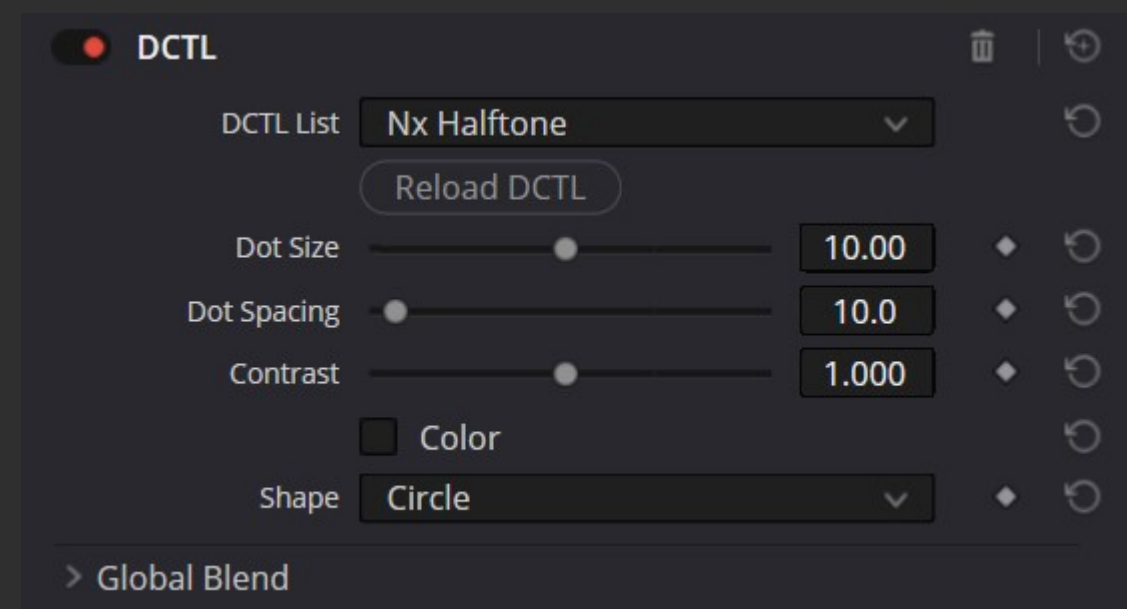 DCTL
DCTL List Nx Halftone
Reload DCTL
Dot Size 10.00
Dot Spacing 10.0
Contrast 1.000
Color
Shape Circle
Global Blend